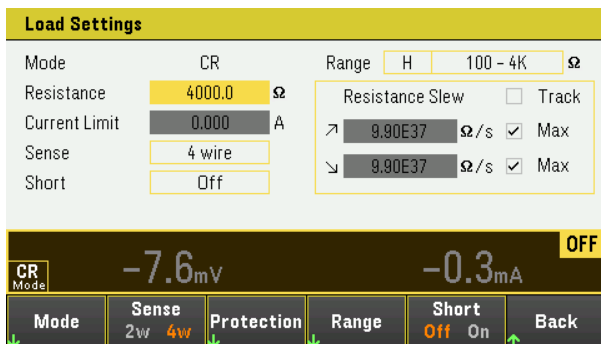 Load Settings
Mode CR Range H 100 - 4K Ω
Resistance 4000.0 Ω Resistance Slew Track
Current Limit 0.000 A ↗ 9.90E37 Ω/s ✓ Max
Sense 4 wire ↘ 9.90E37 Ω/s ✓ Max
Short Off
OFF
CR Mode -7.6mV -0.3mA
Mode Sense 2w 4w Protection Range Short Off On Back